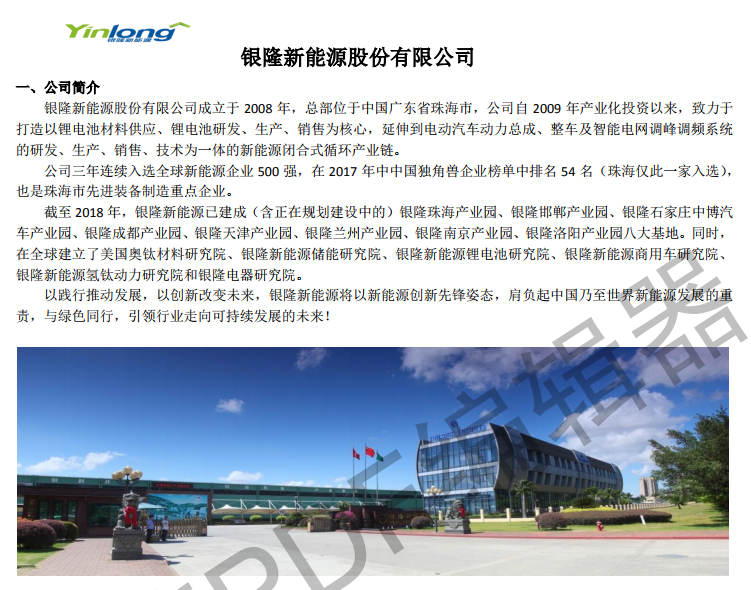 Yinlong
银隆新能源
银隆新能源股份有限公司
一、公司简介
银隆新能源股份有限公司成立于 2008 年，总部位于中国广东省珠海市，公司自 2009 年产业化投资以来，致力于
打造以锂电池材料供应、锂电池研发、生产、销售为核心，延伸到电动汽车动力总成、整车及智能电网调峰调频系统
的研发、生产、销售、技术为一体的新能源闭合式循环产业链。
公司三年连续入选全球新能源企业 500 强，在 2017 年中中国独角兽企业榜单中排名 54 名（珠海仅此一家入选），
也是珠海市先进装备制造重点企业。
截至 2018 年，银隆新能源已建成（含正在规划建设中的）银隆珠海产业园、银隆邯郸产业园、银隆石家庄中博汽
车产业园、银隆成都产业园、银隆天津产业园、银隆兰州产业园、银隆南京产业园、银隆洛阳产业园八大基地。同时，
在全球建立了美国奥钛材料研究院、银隆新能源储能研究院、银隆新能源锂电池研究院、银隆新能源商用车研究院、
银隆新能源氢钛动力研究院和银隆电器研究院。
以践行推动发展，以创新改变未来，银隆新能源将以新能源创新先锋姿态，肩负起中国乃至世界新能源发展的重
责，与绿色同行，引领行业走向可持续发展的未来！
PDF编辑器